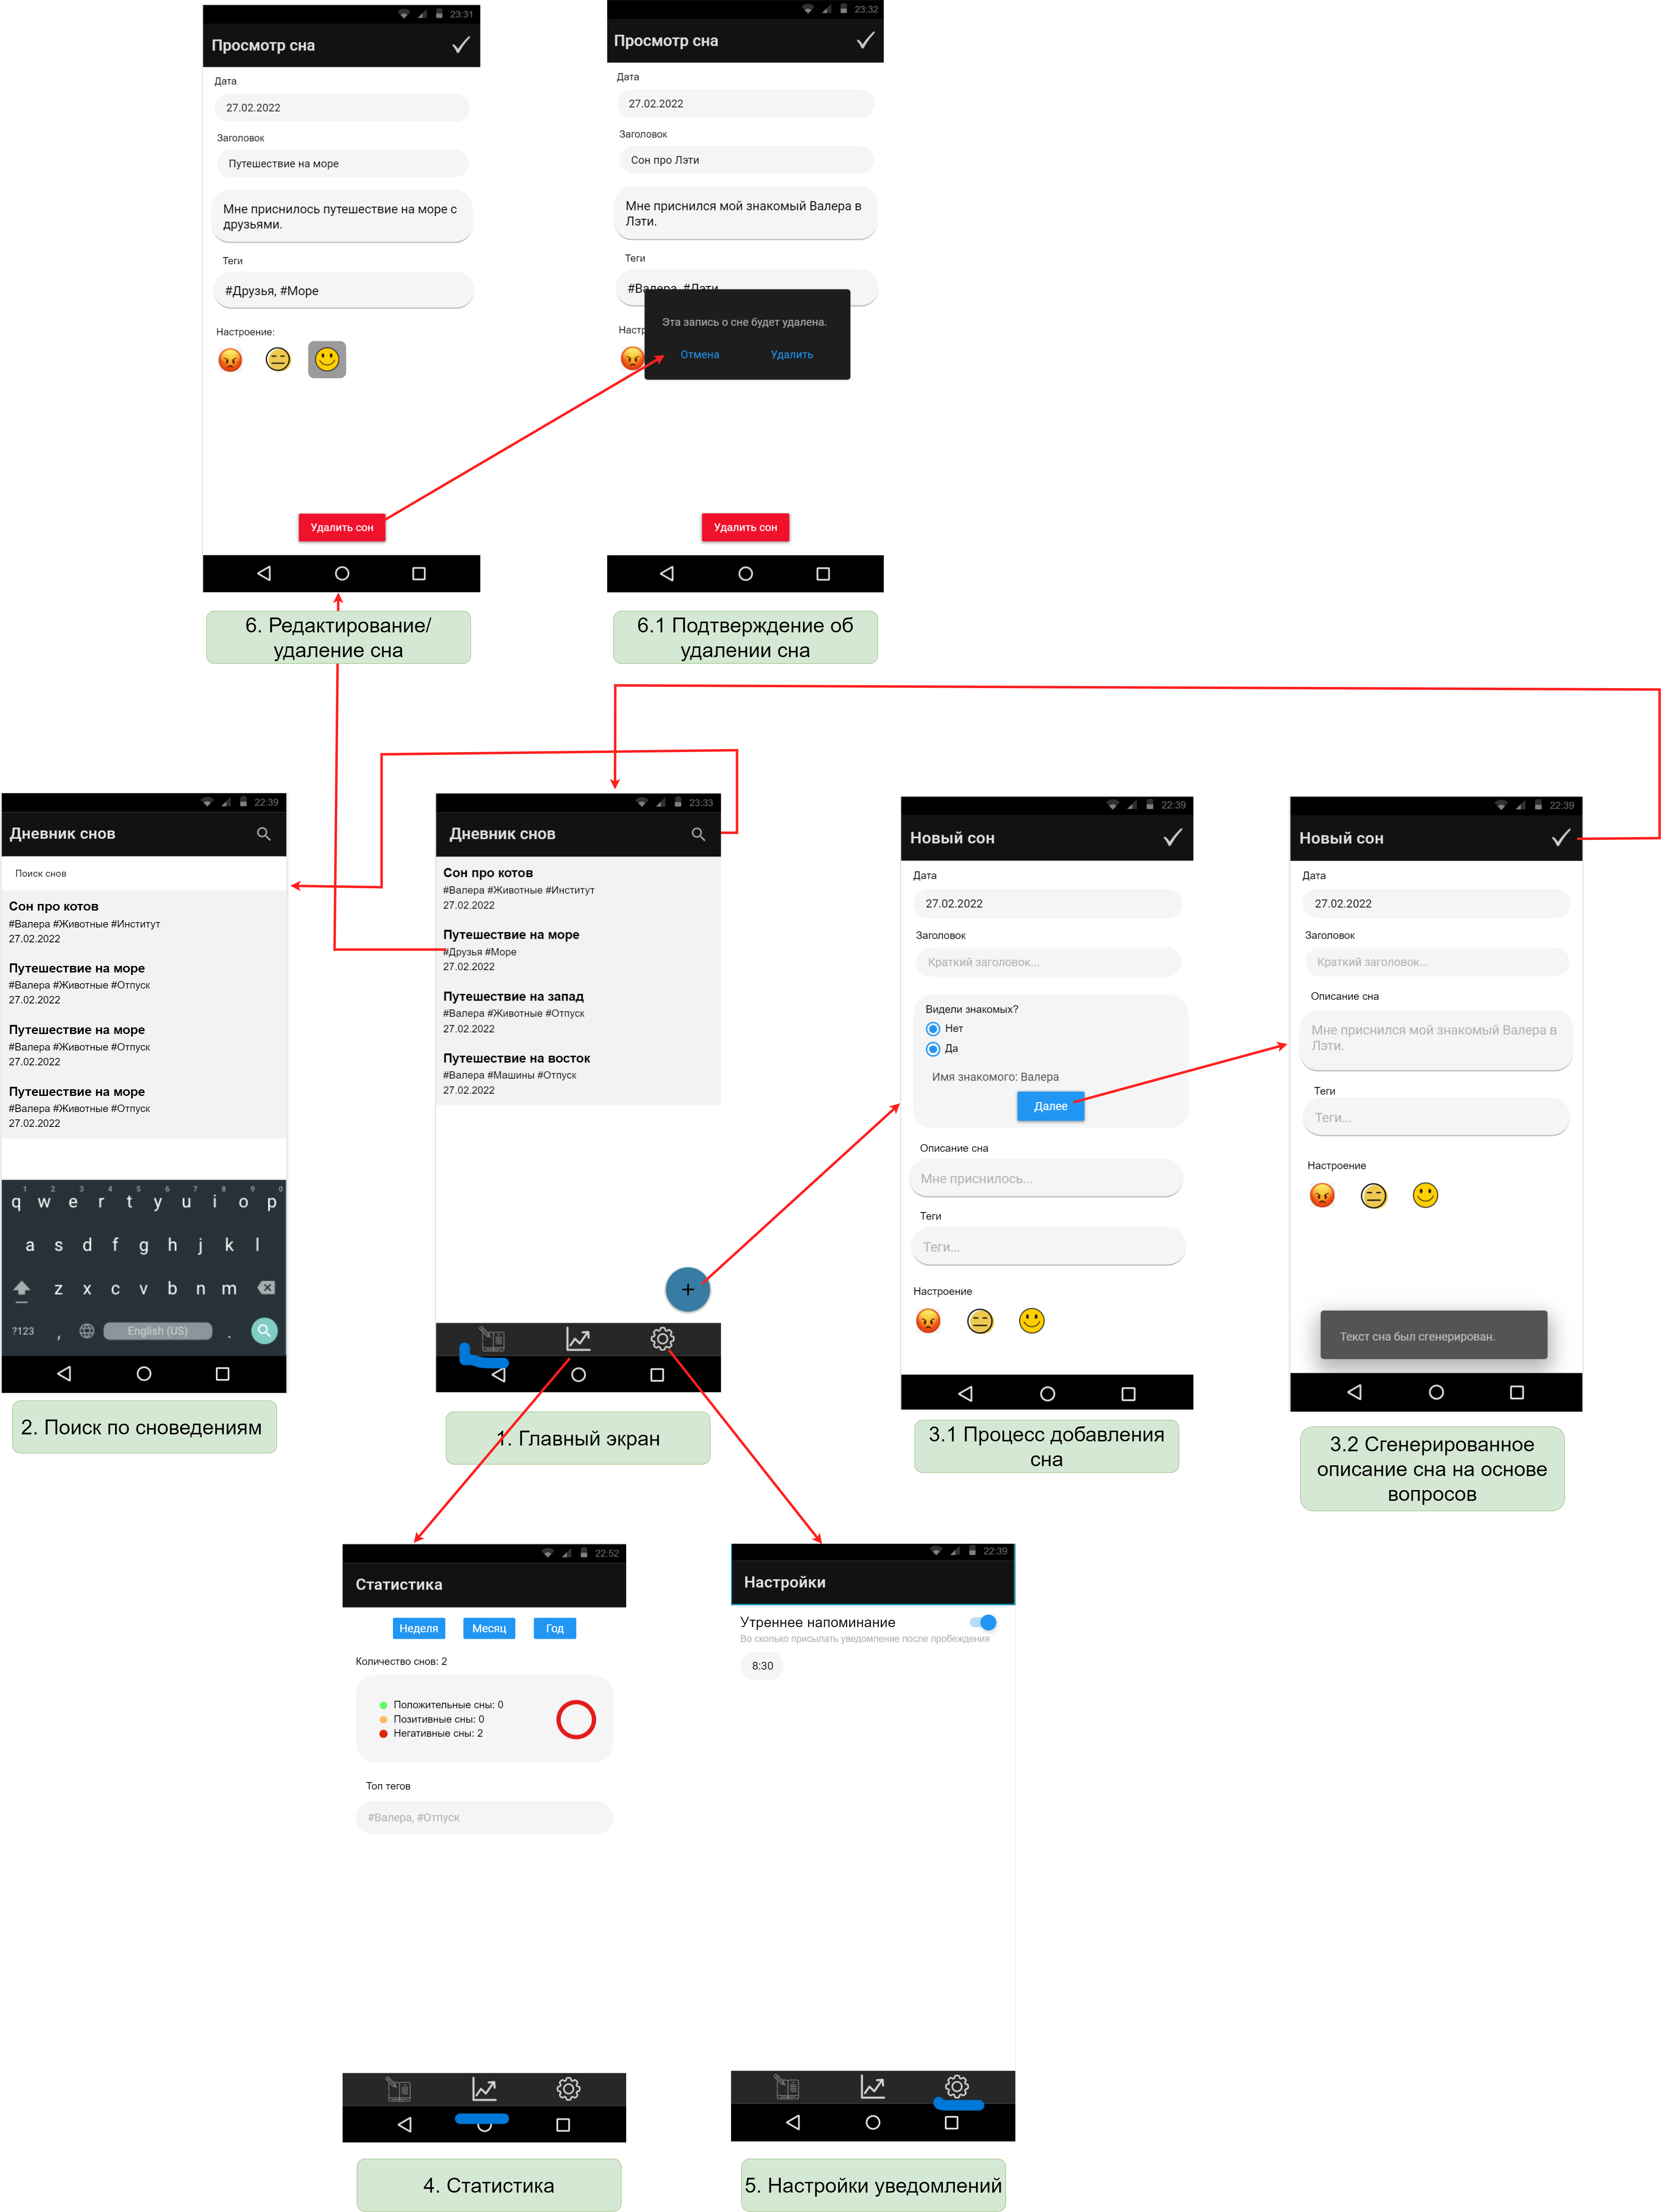 23:31
Просмотр сна
Дата
27.02.2022
Заголовок
Путешествие на море
Мне приснилось путешествие на море с
друзьями.
Теги
#Друзья, #Море
Настроение:
Удалить сон
6. Редактирование/
удаление сна
23:32
Просмотр сна
Дата
27.02.2022
Заголовок
Сон про Лэти
Мне приснился мой знакомый Валера в
Лэти.
Теги
#Валера, #Лэти
Эта запись о сне будет удалена.
Отмена Удалить
Удалить сон
6.1 Подтверждение об
удалении сна
22:39
Дневник снов
Поиск снов
Сон про котов
#Валера #Животные #Институт
27.02.2022
Путешествие на море
#Валера #Животные #Отпуск
27.02.2022
Путешествие на море
#Валера #Животные #Отпуск
27.02.2022
Путешествие на море
#Валера #Животные #Отпуск
27.02.2022
1 2 3 4 5 6 7 8 9 0
q w e r t y u i o p
a s d f g h j k l
z x c v b n m
?123 , English (US) .
2. Поиск по сноведениям
23:33
Дневник снов
Сон про котов
#Валера #Животные #Институт
27.02.2022
Путешествие на море
#Друзья #Море
27.02.2022
Путешествие на запад
#Валера #Животные #Отпуск
27.02.2022
Путешествие на восток
#Валера #Машины #Отпуск
27.02.2022
+
1. Главный экран
22:39
Новый сон
Дата
27.02.2022
Заголовок
Краткий заголовок...
Видели знакомых?
Нет
Да
Имя знакомого: Валера
Далее
Описание сна
Мне приснилось...
Теги
Теги...
Настроение
3.1 Процесс добавления
сна
22:39
Новый сон
Дата
27.02.2022
Заголовок
Краткий заголовок...
Описание сна
Мне приснился мой знакомый Валера в
Лэти.
Теги
Теги...
Настроение
Текст сна был сгенерирован.
3.2 Сгенерированное
описание сна на основе
вопросов
22:52
Статистика
Неделя Месяц Год
Количество снов: 2
Положительные сны: 0
Позитивные сны: 0
Негативные сны: 2
Топ тегов
#Валера, #Отпуск
4. Статистика
22:39
Настройки
Утреннее напоминание
Во сколько присылать уведомление после пробеждения
8:30
5. Настройки уведомлений